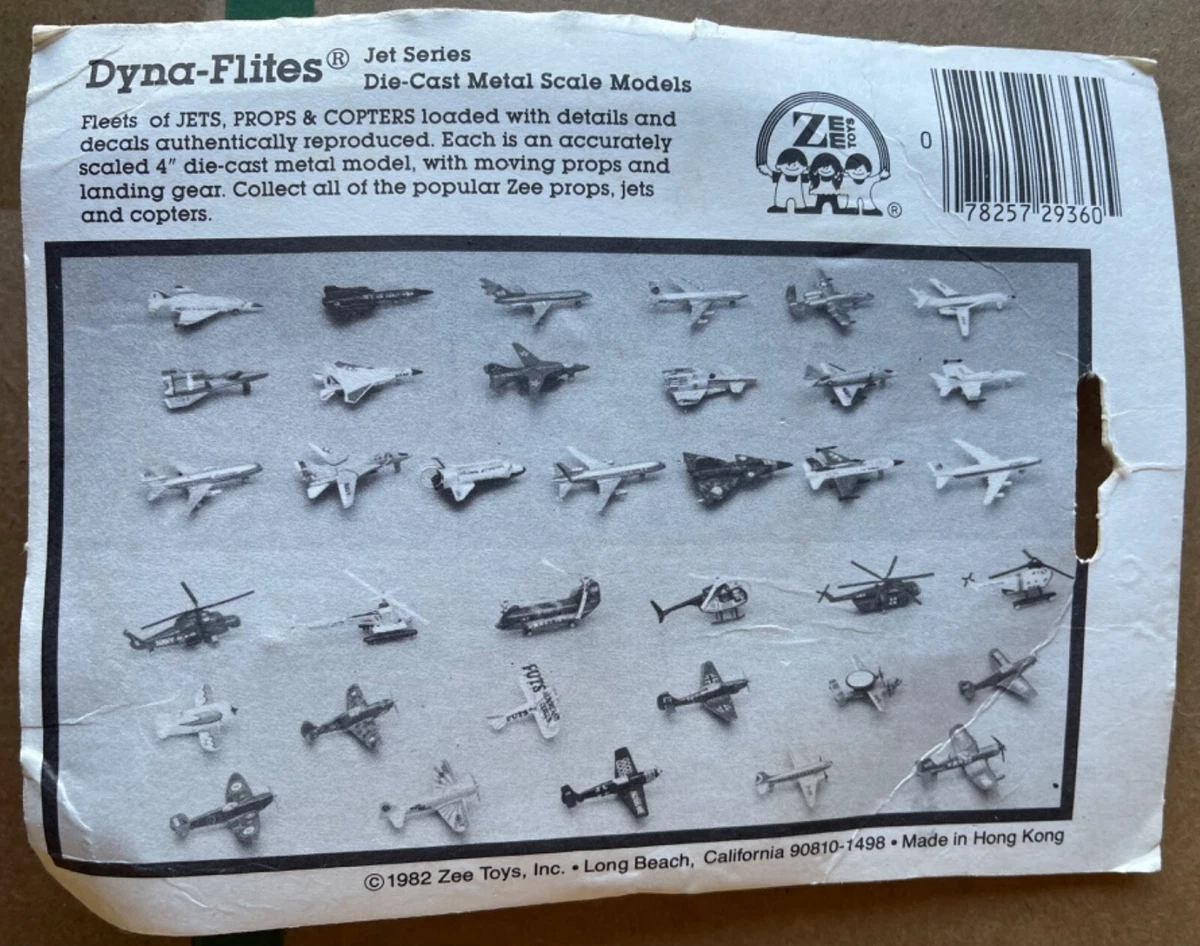 Dyna-Flites®
Jet Series
Die-Cast Metal Scale Models
Fleets of JETS, PROPS & COPTERS loaded with details and
decals authentically reproduced. Each is an accurately
scaled 4" die-cast metal model, with moving props and
landing gear. Collect all of the popular Zee props, jets
and copters.
ZEE
TOYS
®
0
78257 29360
FUTS
FUTS
©1982 Zee Toys, Inc. • Long Beach, California 90810-1498 • Made in Hong Kong